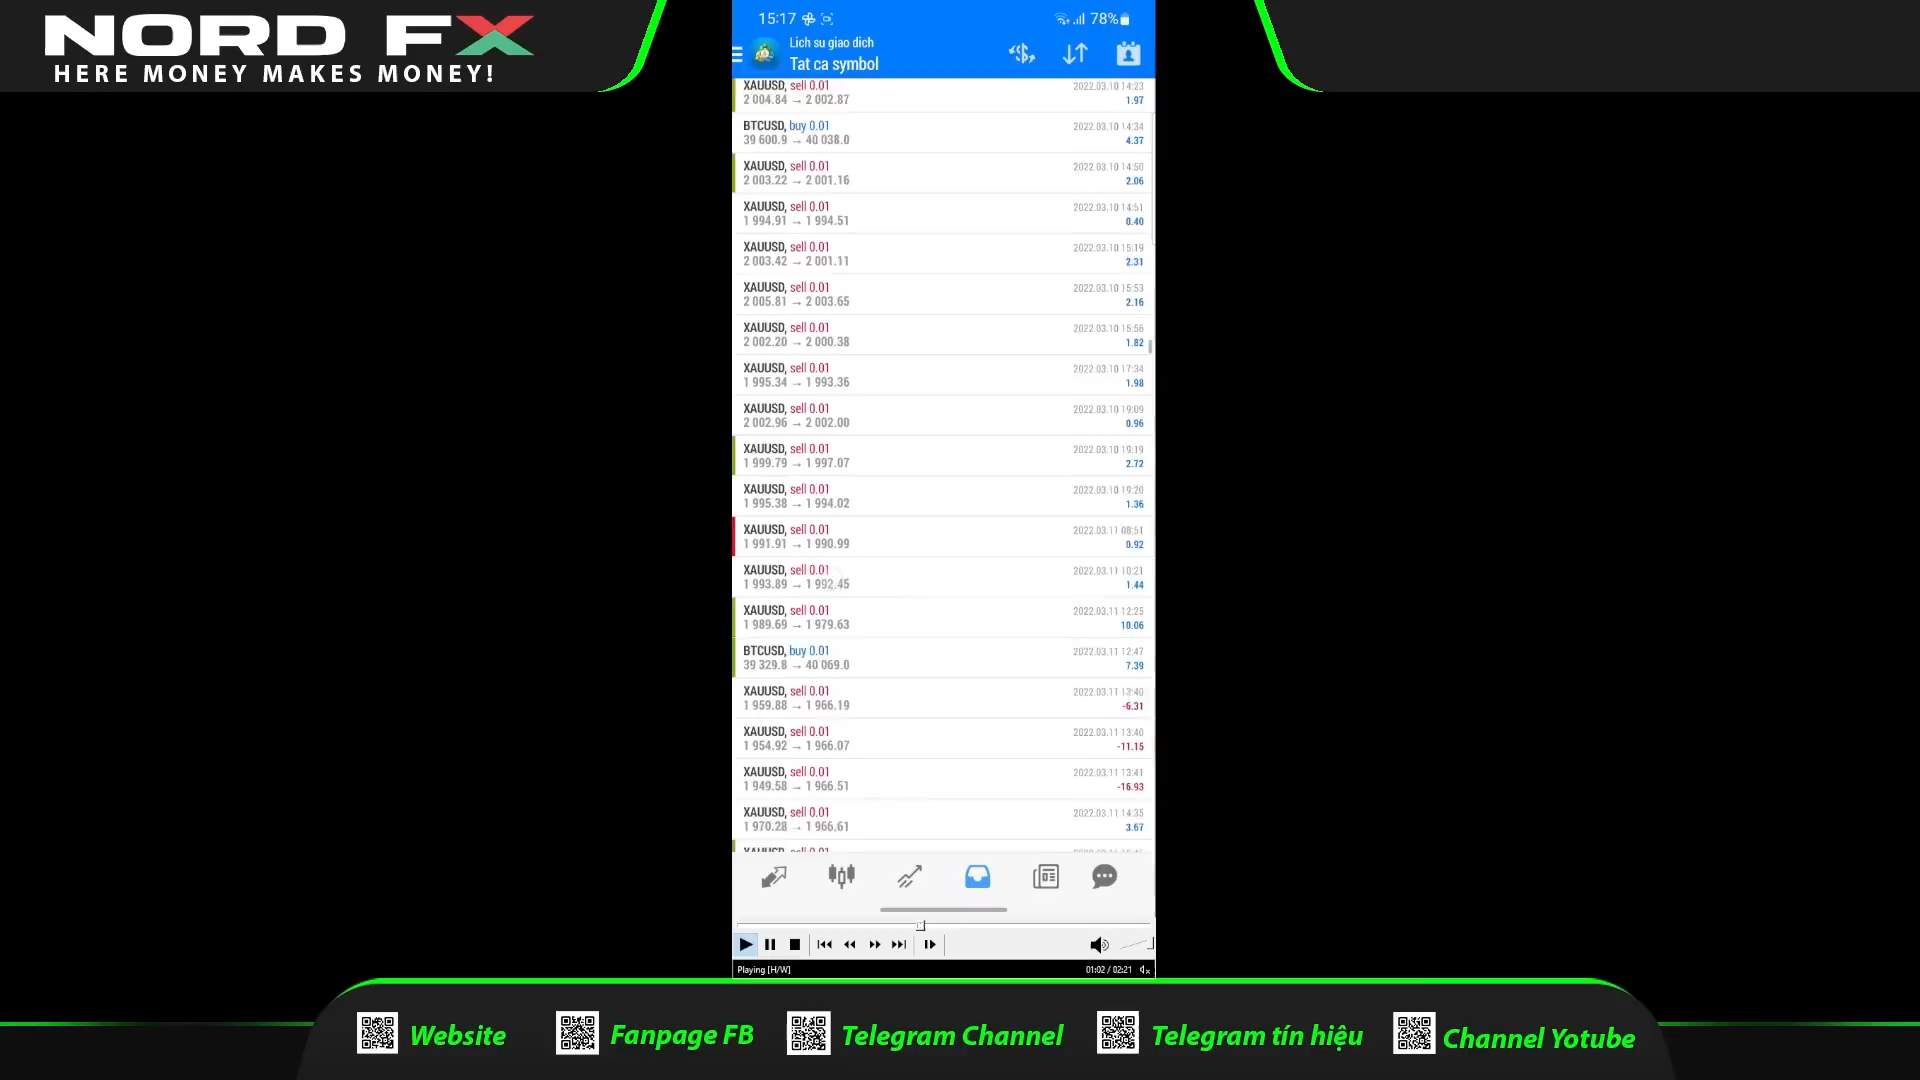 NORD FX
HERE MONEY MAKES MONEY!
15:17
78%
Lich su giao dich
Tat ca symbol
XAUUSD, sell 0.01 2022.03.10 14:23
2 004.84 → 2 002.87 1.97
BTCUSD, buy 0.01 2022.03.10 14:34
39 600.9 → 40 038.0 4.37
XAUUSD, sell 0.01 2022.03.10 14:50
2 003.22 → 2 001.16 2.06
XAUUSD, sell 0.01 2022.03.10 14:51
1 994.91 → 1 994.51 0.40
XAUUSD, sell 0.01 2022.03.10 15:19
2 003.42 → 2 001.11 2.31
XAUUSD, sell 0.01 2022.03.10 15:53
2 005.81 → 2 003.65 2.16
XAUUSD, sell 0.01 2022.03.10 15:56
2 002.20 → 2 000.38 1.82
XAUUSD, sell 0.01 2022.03.10 17:34
1 995.34 → 1 993.36 1.98
XAUUSD, sell 0.01 2022.03.10 19:09
2 002.96 → 2 002.00 0.96
XAUUSD, sell 0.01 2022.03.10 19:19
1 999.79 → 1 997.07 2.72
XAUUSD, sell 0.01 2022.03.10 19:20
1 995.38 → 1 994.02 1.36
XAUUSD, sell 0.01 2022.03.11 08:51
1 991.91 → 1 990.99 0.92
XAUUSD, sell 0.01 2022.03.11 10:21
1 993.89 → 1 992.45 1.44
XAUUSD, sell 0.01 2022.03.11 12:25
1 989.69 → 1 979.63 10.06
BTCUSD, buy 0.01 2022.03.11 12:47
39 329.8 → 40 069.0 7.39
XAUUSD, sell 0.01 2022.03.11 13:40
1 959.88 → 1 966.19 -6.31
XAUUSD, sell 0.01 2022.03.11 13:40
1 954.92 → 1 966.07 -11.15
XAUUSD, sell 0.01 2022.03.11 13:41
1 949.58 → 1 966.51 -16.93
XAUUSD, sell 0.01 2022.03.11 14:35
1 970.28 → 1 966.61 3.67
XAUUSD, sell 0.01
Playing [H/W] 01:02 / 02:21
Website
Fanpage FB
Telegram Channel
Telegram tín hiệu
Channel Yotube